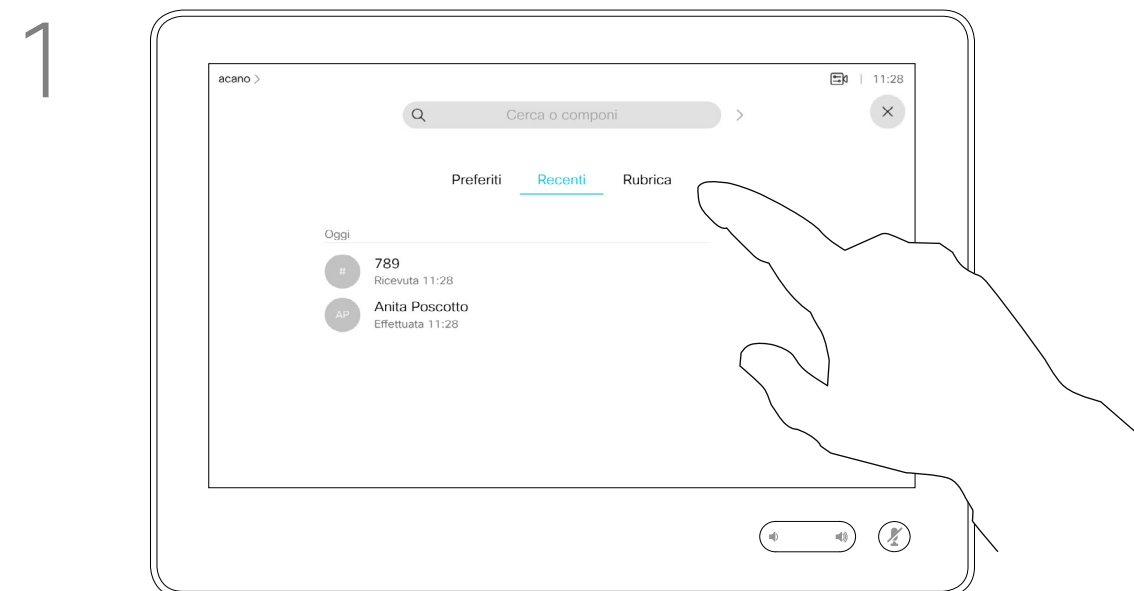 1
acano >
| 11:28
Cerca o componi >
Preferiti Recenti Rubrica
Oggi
#
789
Ricevuta 11:28
AP
Anita Poscotto
Effettuata 11:28